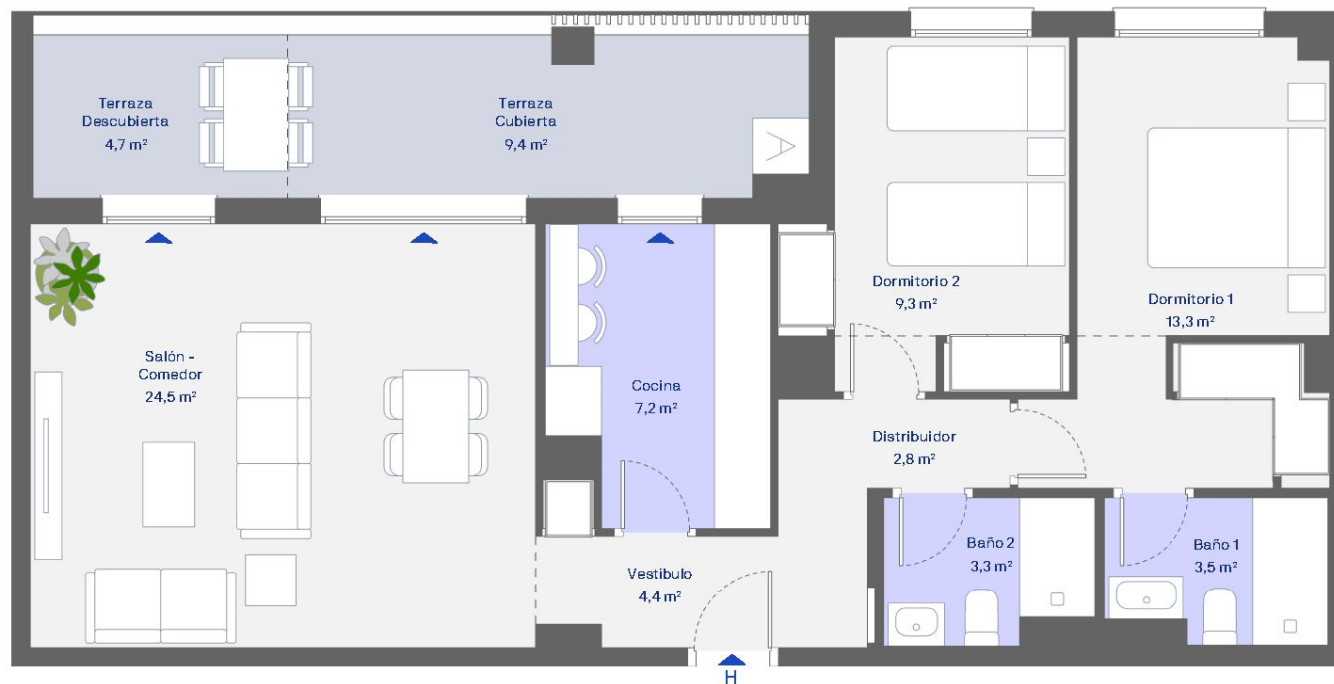 Terraza
Descubierta
4,7 m²
Terraza
Cubierta
9,4 m²
A
Dormitorio 2
9,3 m²
Dormitorio 1
13,3 m²
Salón -
Comedor
24,5 m²
Cocina
7,2 m²
Distribuidor
2,8 m²
Vestíbulo
4,4 m²
Baño 2
3,3 m²
Baño 1
3,5 m²
H